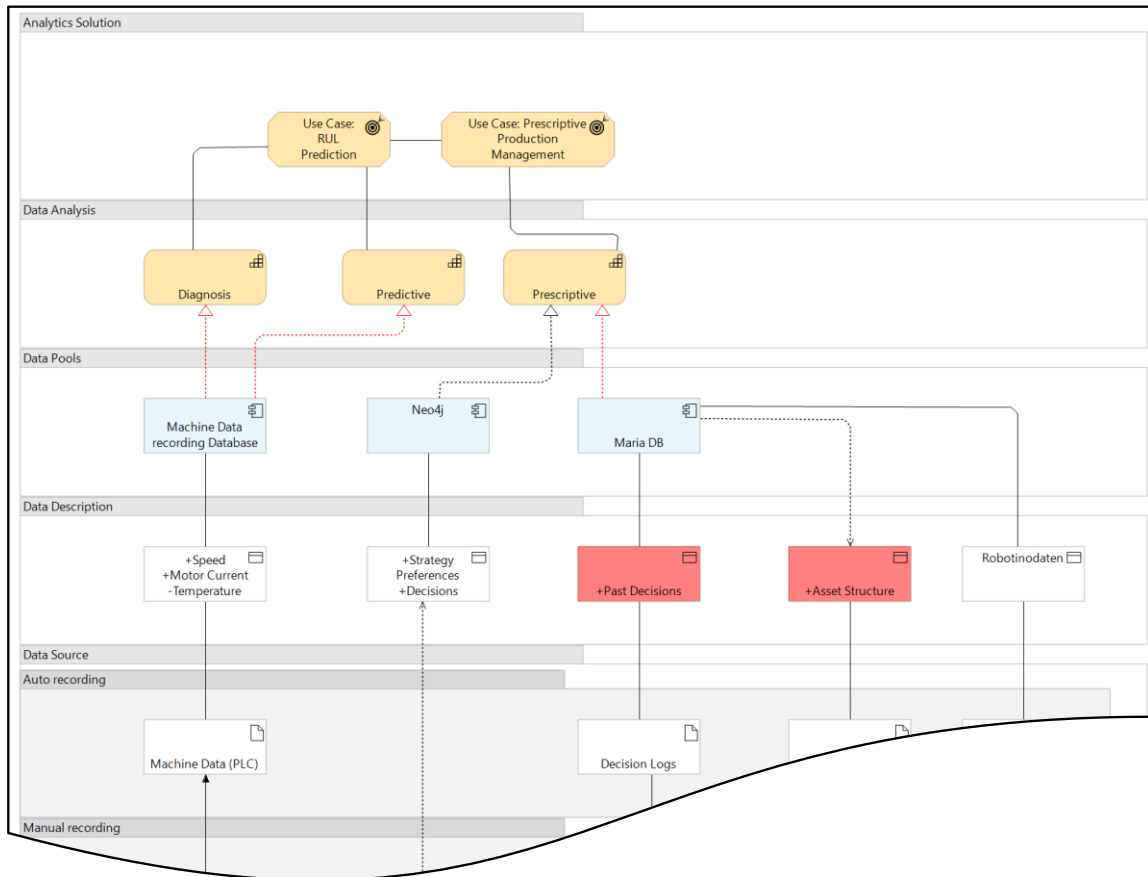 Analytics Solution
Use Case:
RUL
Prediction
Use Case: Prescriptive
Production
Management
Data Analysis
Diagnosis
Predictive
Prescriptive
Data Pools
Machine Data
recording Database
Neo4j
Maria DB
Data Description
+Speed
+Motor Current
-Temperature
+Strategy
Preferences
+Decisions
+Past Decisions
+Asset Structure
Robotinodaten
Data Source
Auto recording
Machine Data (PLC)
Decision Logs
Manual recording